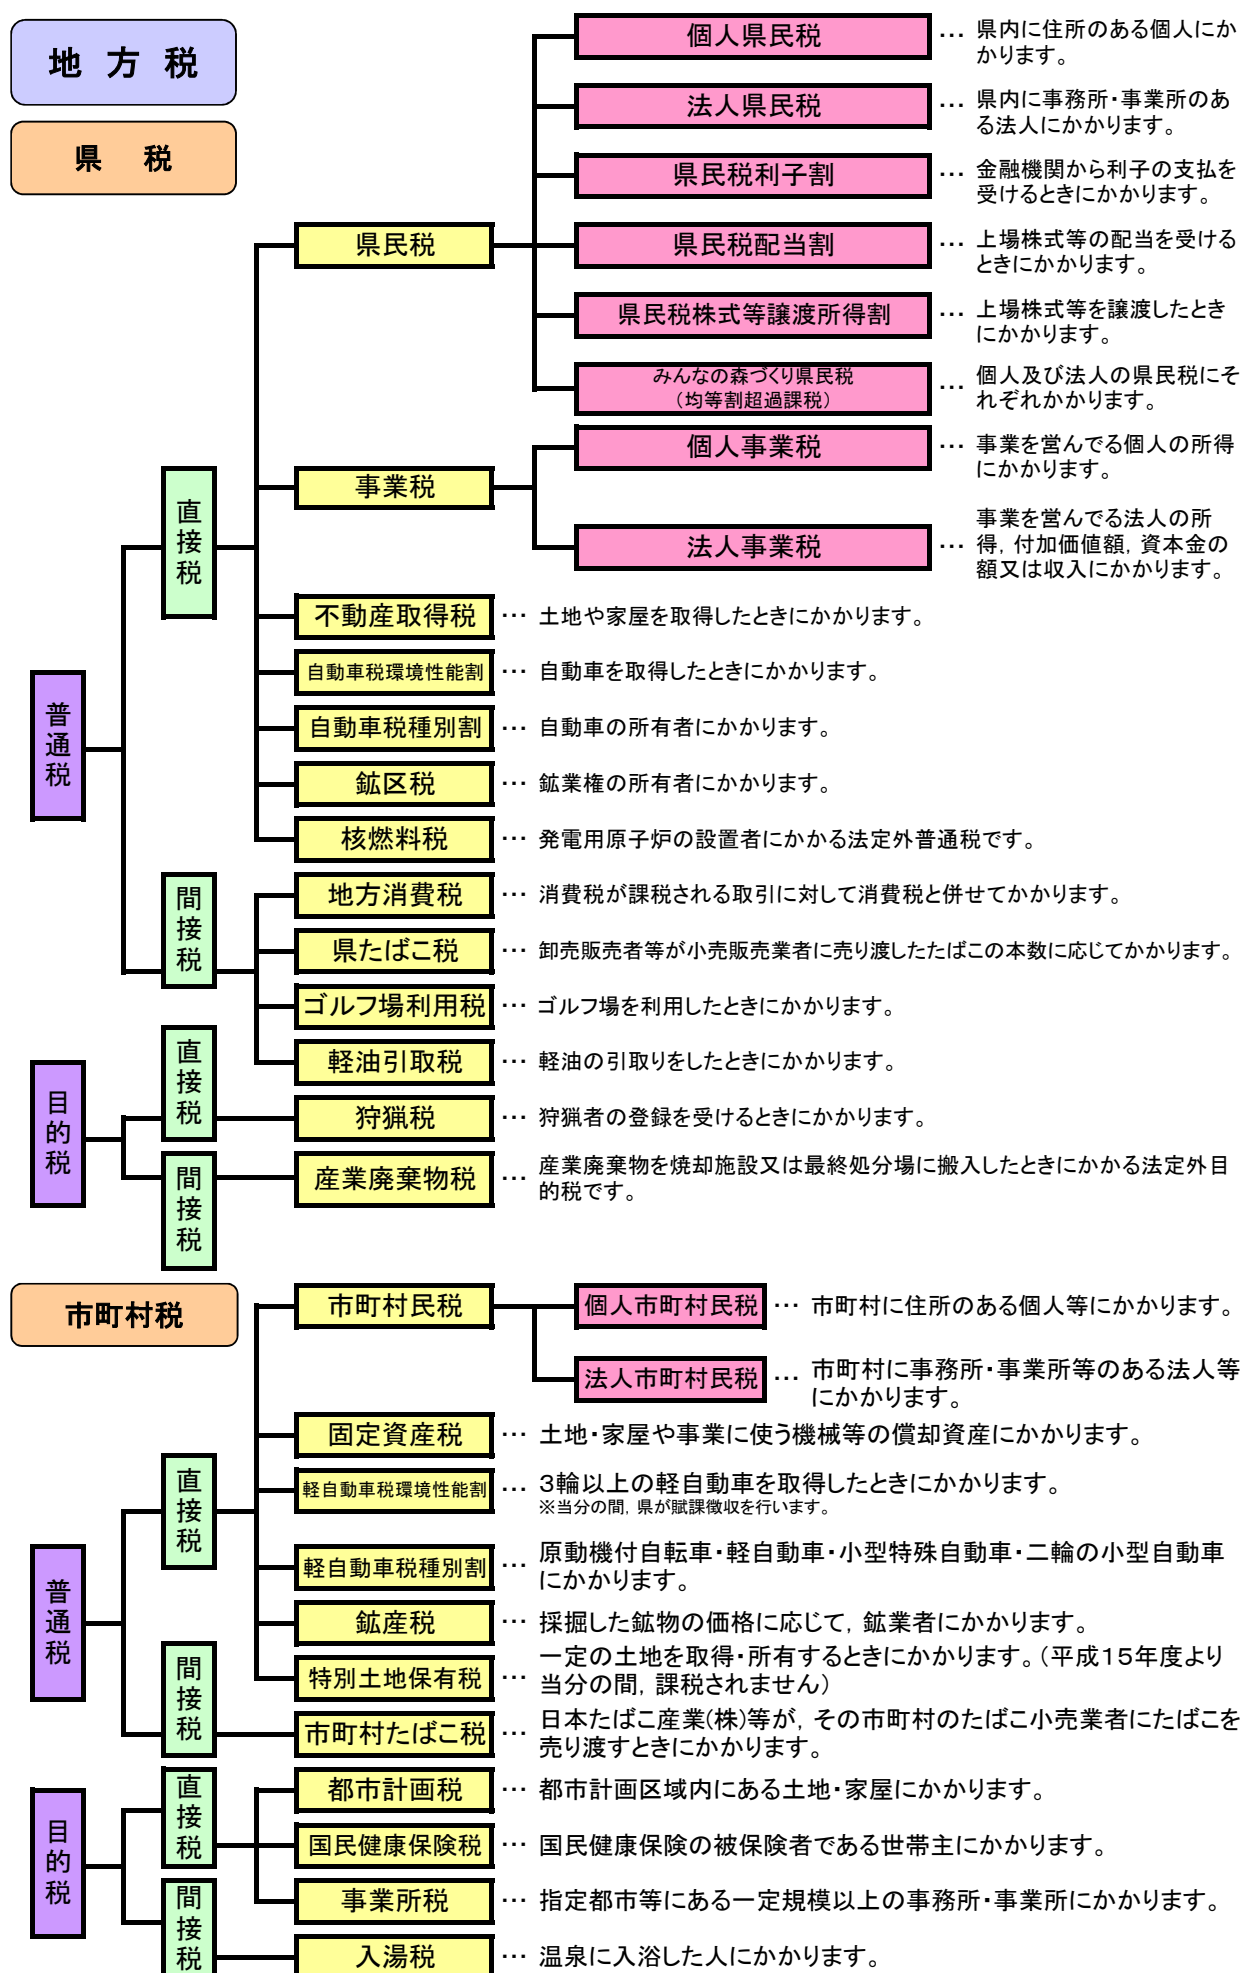 地方税
県税
普通税
直接税
県民税
個人県民税
… 県内に住所のある個人にか
かります。
法人県民税
… 県内に事務所・事業所のあ
る法人にかかります。
県民税利子割
… 金融機関から利子の支払を
受けるときにかかります。
県民税配当割
… 上場株式等の配当を受ける
ときにかかります。
県民税株式等譲渡所得割
… 上場株式等を譲渡したとき
にかかります。
みんなの森づくり県民税
（均等割超過課税）
… 個人及び法人の県民税にそ
れぞれかかります。
事業税
個人事業税
… 事業を営んでる個人の所得
にかかります。
法人事業税
事業を営んでる法人の所
… 得，付加価値額，資本金の
額又は収入にかかります。
不動産取得税 … 土地や家屋を取得したときにかかります。
自動車税環境性能割 … 自動車を取得したときにかかります。
自動車税種別割 … 自動車の所有者にかかります。
鉱区税 … 鉱業権の所有者にかかります。
核燃料税 … 発電用原子炉の設置者にかかる法定外普通税です。
間接税
地方消費税 … 消費税が課税される取引に対して消費税と併せてかかります。
県たばこ税 … 卸売販売者等が小売販売業者に売り渡したたばこの本数に応じてかかります。
ゴルフ場利用税 … ゴルフ場を利用したときにかかります。
軽油引取税 … 軽油の引取りをしたときにかかります。
目的税
直接税
狩猟税 … 狩猟者の登録を受けるときにかかります。
間接税
産業廃棄物税 … 産業廃棄物を焼却施設又は最終処分場に搬入したときにかかる法定外目
的税です。
市町村税
普通税
直接税
市町村民税
個人市町村民税 … 市町村に住所のある個人等にかかります。
法人市町村民税 … 市町村に事務所・事業所等のある法人等
にかかります。
固定資産税 … 土地・家屋や事業に使う機械等の償却資産にかかります。
軽自動車税環境性能割 … ３輪以上の軽自動車を取得したときにかかります。
※当分の間，県が賦課徴収を行います。
軽自動車税種別割 … 原動機付自転車・軽自動車・小型特殊自動車・二輪の小型自動車
にかかります。
鉱産税 … 採掘した鉱物の価格に応じて，鉱業者にかかります。
特別土地保有税 … 一定の土地を取得・所有するときにかかります。（平成１５年度より
当分の間，課税されません）
間接税
市町村たばこ税 … 日本たばこ産業(株)等が，その市町村のたばこ小売業者にたばこを
売り渡すときにかかります。
目的税
直接税
都市計画税 … 都市計画区域内にある土地・家屋にかかります。
国民健康保険税 … 国民健康保険の被保険者である世帯主にかかります。
事業所税 … 指定都市等にある一定規模以上の事務所・事業所にかかります。
間接税
入湯税 … 温泉に入浴した人にかかります。